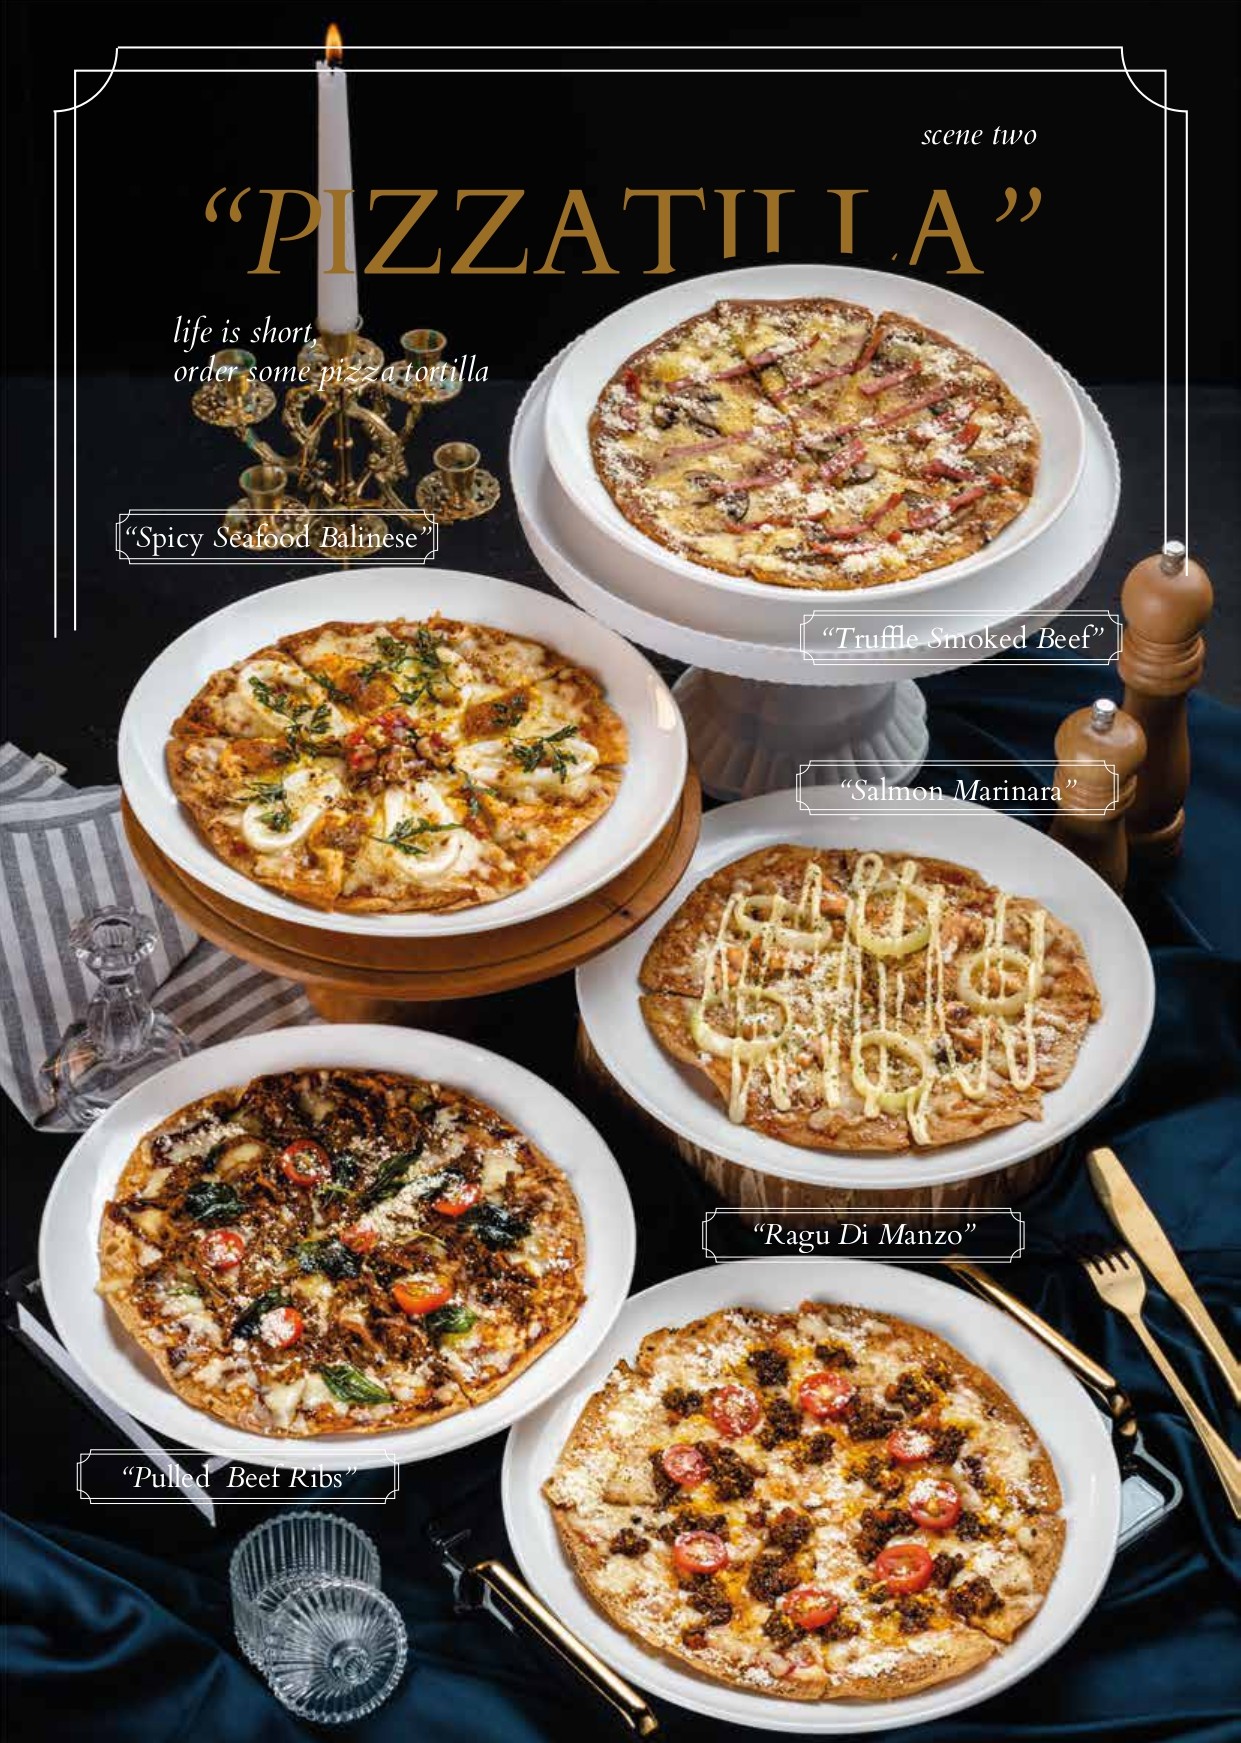 scene two
“PIZZATILLA”
life is short,
order some pizza tortilla
“Spicy Seafood Balinese”
“Truffle Smoked Beef”
“Salmon Marinara”
“Ragu Di Manzo”
“Pulled Beef Ribs”